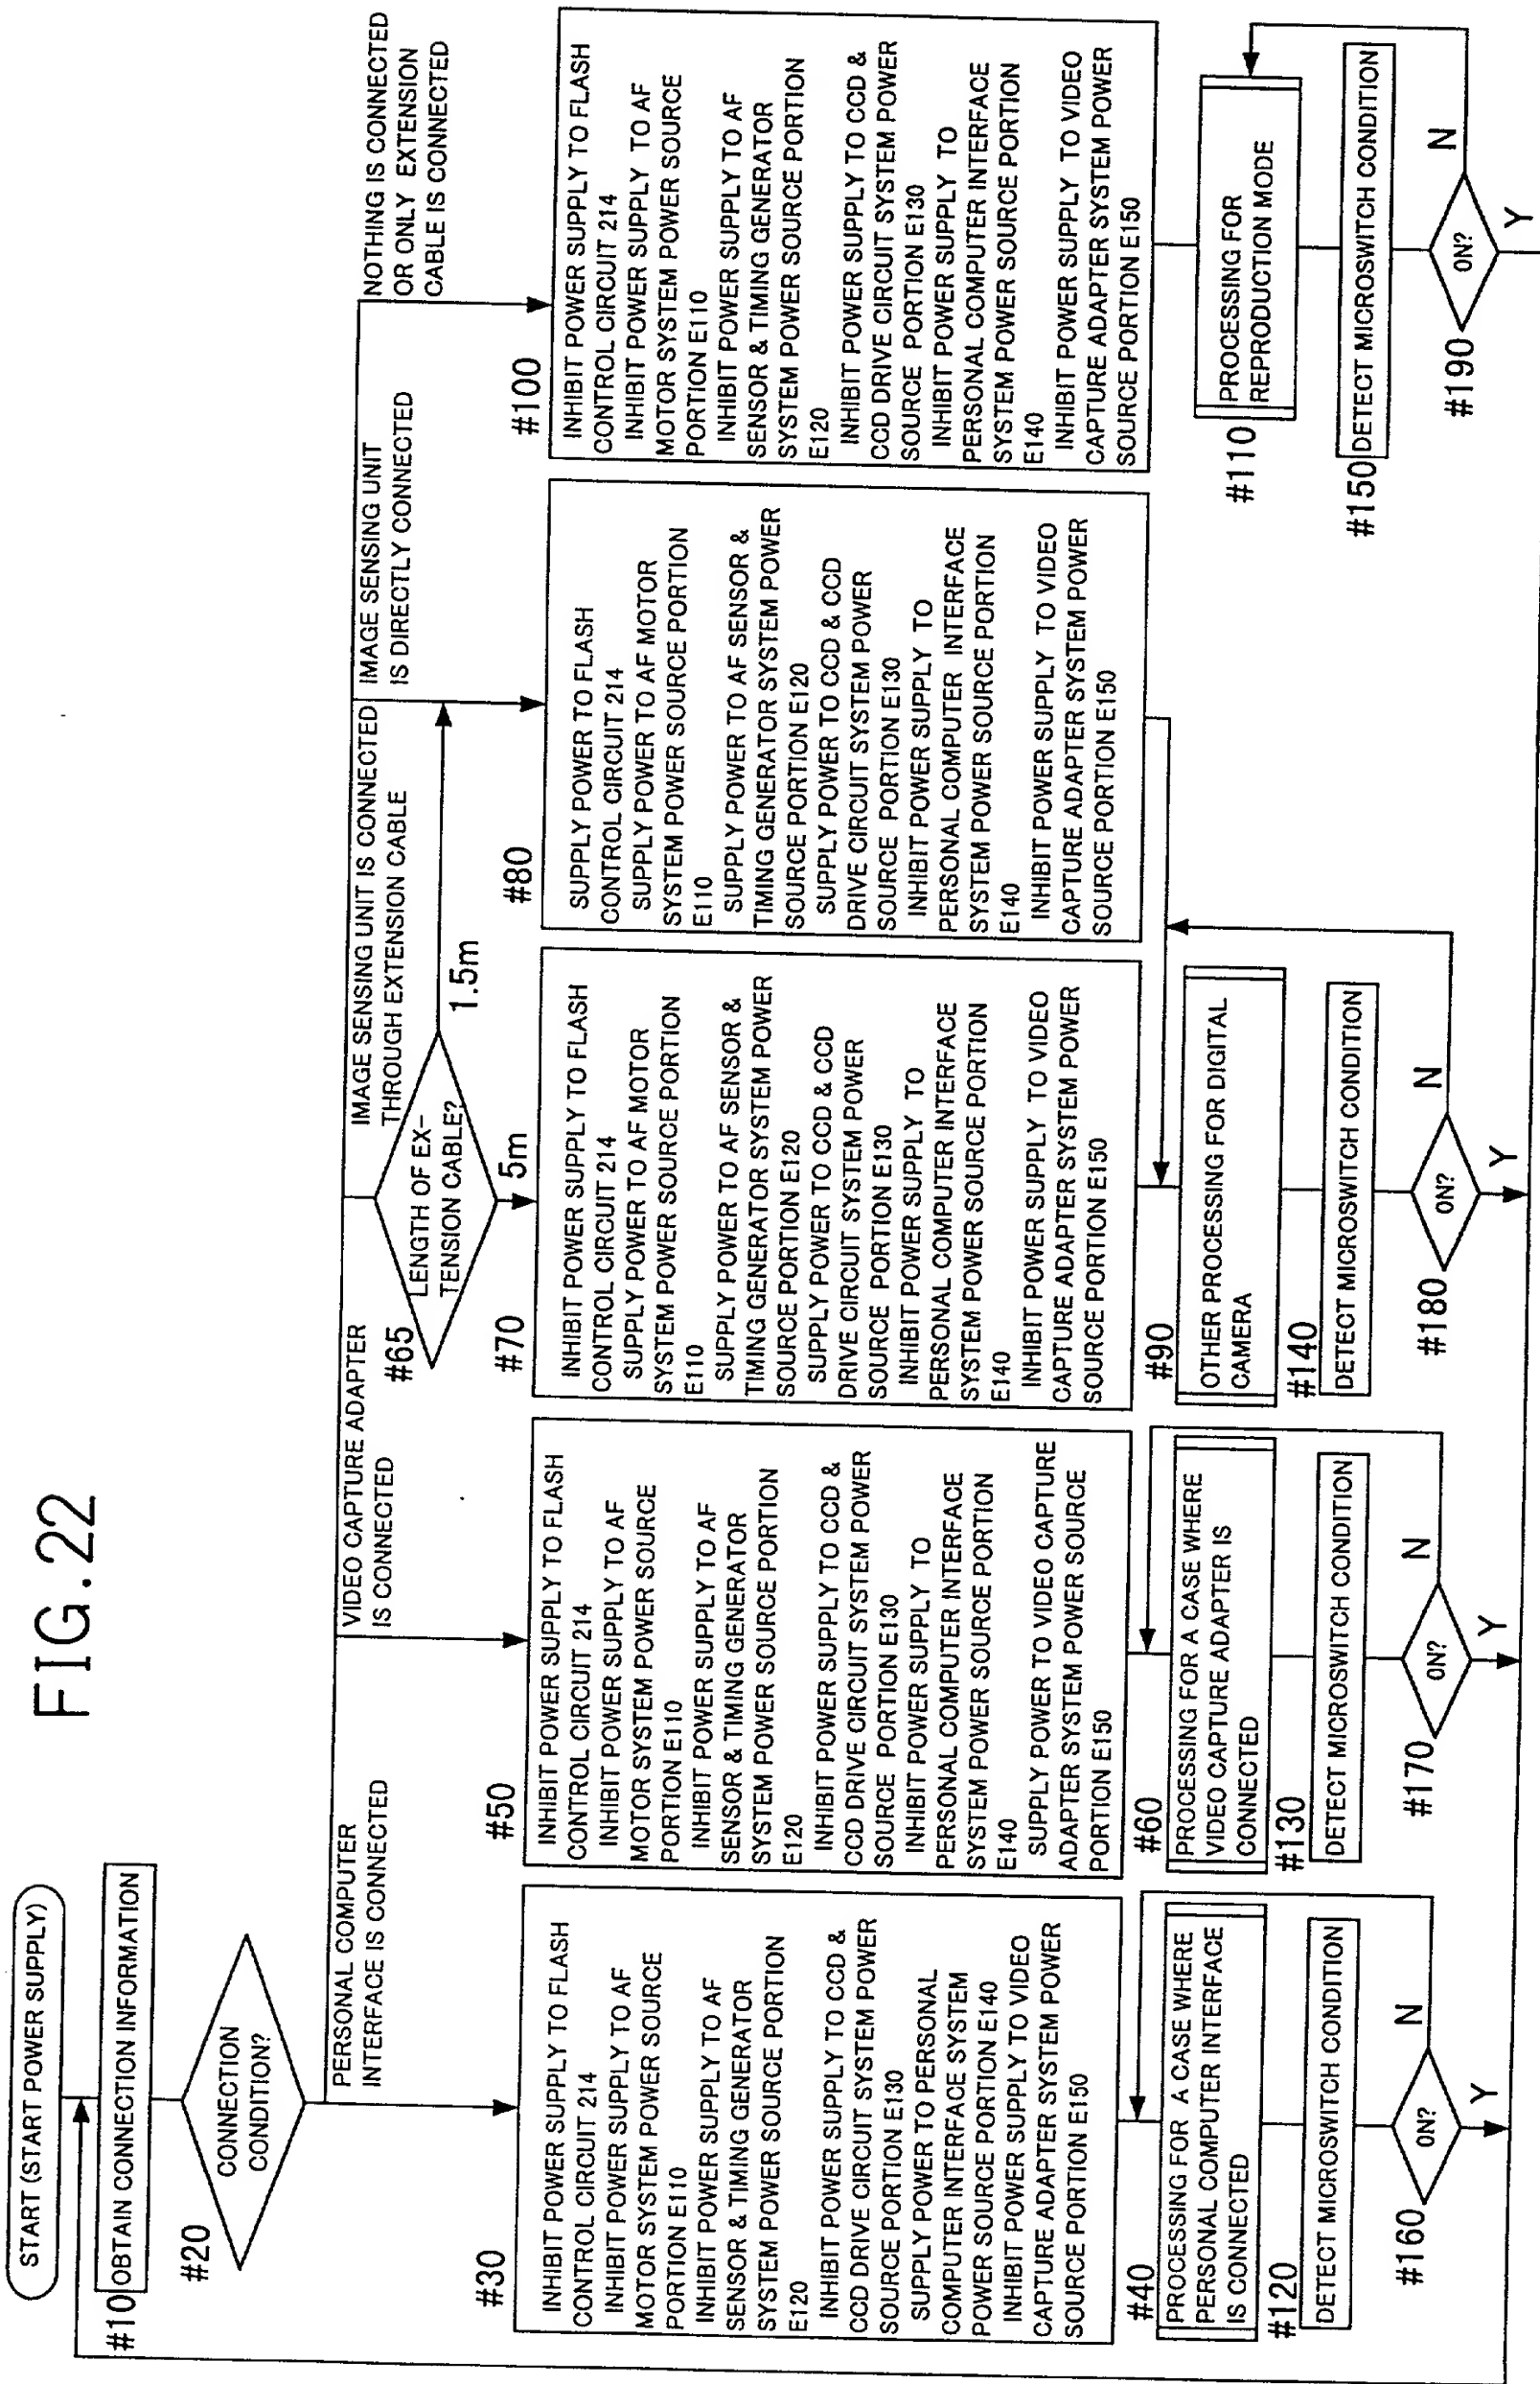 FIG.22
START (START POWER SUPPLY)
#10
OBTAIN CONNECTION INFORMATION
#20
CONNECTION
CONDITION?
PERSONAL COMPUTER
INTERFACE IS CONNECTED
VIDEO CAPTURE ADAPTER
IS CONNECTED
IMAGE SENSING UNIT IS CONNECTED
THROUGH EXTENSION CABLE
IMAGE SENSING UNIT
IS DIRECTLY CONNECTED
NOTHING IS CONNECTED
OR ONLY EXTENSION
CABLE IS CONNECTED
#65
LENGTH OF EX-
TENSION CABLE?
1.5m
5m
#30
INHIBIT POWER SUPPLY TO FLASH
CONTROL CIRCUIT 214
INHIBIT POWER SUPPLY TO AF
MOTOR SYSTEM POWER SOURCE
PORTION E110
INHIBIT POWER SUPPLY TO AF
SENSOR & TIMING GENERATOR
SYSTEM POWER SOURCE PORTION
E120
INHIBIT POWER SUPPLY TO CCD &
CCD DRIVE CIRCUIT SYSTEM POWER
SOURCE PORTION E130
SUPPLY POWER TO PERSONAL
COMPUTER INTERFACE SYSTEM
POWER SOURCE PORTION E140
INHIBIT POWER SUPPLY TO VIDEO
CAPTURE ADAPTER SYSTEM POWER
SOURCE PORTION E150
#40
PROCESSING FOR A CASE WHERE
PERSONAL COMPUTER INTERFACE
IS CONNECTED
#120
DETECT MICROSWITCH CONDITION
#160
ON?
N
Y
#50
INHIBIT POWER SUPPLY TO FLASH
CONTROL CIRCUIT 214
INHIBIT POWER SUPPLY TO AF
MOTOR SYSTEM POWER SOURCE
PORTION E110
INHIBIT POWER SUPPLY TO AF
SENSOR & TIMING GENERATOR
SYSTEM POWER SOURCE PORTION
E120
INHIBIT POWER SUPPLY TO CCD &
CCD DRIVE CIRCUIT SYSTEM POWER
SOURCE PORTION E130
INHIBIT POWER SUPPLY TO
PERSONAL COMPUTER INTERFACE
SYSTEM POWER SOURCE PORTION
E140
SUPPLY POWER TO VIDEO CAPTURE
ADAPTER SYSTEM POWER SOURCE
PORTION E150
#60
PROCESSING FOR A CASE WHERE
VIDEO CAPTURE ADAPTER IS
CONNECTED
#130
DETECT MICROSWITCH CONDITION
#170
ON?
N
Y
#70
INHIBIT POWER SUPPLY TO FLASH
CONTROL CIRCUIT 214
SUPPLY POWER TO AF MOTOR
SYSTEM POWER SOURCE PORTION
E110
SUPPLY POWER TO AF SENSOR &
TIMING GENERATOR SYSTEM POWER
SOURCE PORTION E120
SUPPLY POWER TO CCD & CCD
DRIVE CIRCUIT SYSTEM POWER
SOURCE PORTION E130
INHIBIT POWER SUPPLY TO
PERSONAL COMPUTER INTERFACE
SYSTEM POWER SOURCE PORTION
E140
INHIBIT POWER SUPPLY TO VIDEO
CAPTURE ADAPTER SYSTEM POWER
SOURCE PORTION E150
#90
OTHER PROCESSING FOR DIGITAL
CAMERA
#140
DETECT MICROSWITCH CONDITION
#180
ON?
N
Y
#80
SUPPLY POWER TO FLASH
CONTROL CIRCUIT 214
SUPPLY POWER TO AF MOTOR
SYSTEM POWER SOURCE PORTION
E110
SUPPLY POWER TO AF SENSOR &
TIMING GENERATOR SYSTEM POWER
SOURCE PORTION E120
SUPPLY POWER TO CCD & CCD
DRIVE CIRCUIT SYSTEM POWER
SOURCE PORTION E130
INHIBIT POWER SUPPLY TO
PERSONAL COMPUTER INTERFACE
SYSTEM POWER SOURCE PORTION
E140
INHIBIT POWER SUPPLY TO VIDEO
CAPTURE ADAPTER SYSTEM POWER
SOURCE PORTION E150
#100
INHIBIT POWER SUPPLY TO FLASH
CONTROL CIRCUIT 214
INHIBIT POWER SUPPLY TO AF
MOTOR SYSTEM POWER SOURCE
PORTION E110
INHIBIT POWER SUPPLY TO AF
SENSOR & TIMING GENERATOR
SYSTEM POWER SOURCE PORTION
E120
INHIBIT POWER SUPPLY TO CCD &
CCD DRIVE CIRCUIT SYSTEM POWER
SOURCE PORTION E130
INHIBIT POWER SUPPLY TO
PERSONAL COMPUTER INTERFACE
SYSTEM POWER SOURCE PORTION
E140
INHIBIT POWER SUPPLY TO VIDEO
CAPTURE ADAPTER SYSTEM POWER
SOURCE PORTION E150
#110
PROCESSING FOR
REPRODUCTION MODE
#150
DETECT MICROSWITCH CONDITION
#190
ON?
N
Y